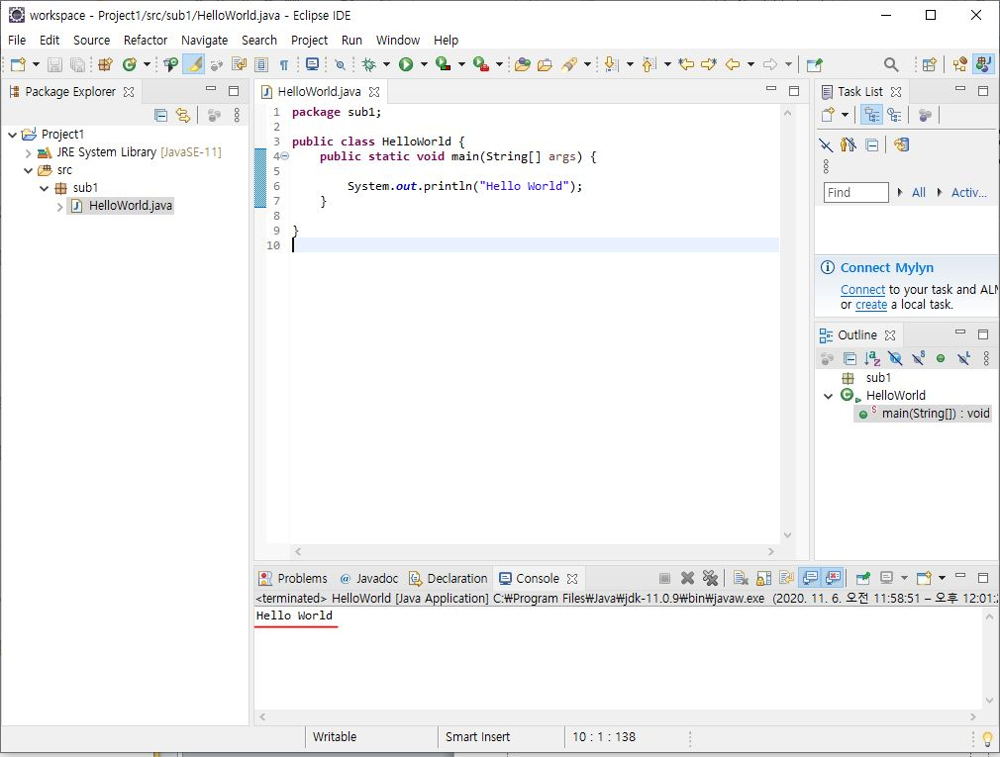 workspace - Project1/src/sub1/HelloWorld.java - Eclipse IDE
File Edit Source Refactor Navigate Search Project Run Window Help
Package Explorer
Project1
JRE System Library [JavaSE-11]
src
sub1
HelloWorld.java
HelloWorld.java
1 package sub1;
2
3 public class HelloWorld {
4 public static void main(String[] args) {
5
6 System.out.println("Hello World");
7 }
8
9 }
10
Task List
Find All Activ...
Connect Mylyn
Connect to your task and ALM
or create a local task.
Outline
sub1
HelloWorld
main(String[]) : void
Problems @ Javadoc Declaration Console
<terminated> HelloWorld [Java Application] C:₩Program Files₩Java₩jdk-11.0.9₩bin₩javaw.exe (2020. 11. 6. 오전 11:58:51 – 오후 12:01:2
Hello World
Writable Smart Insert 10 : 1 : 138